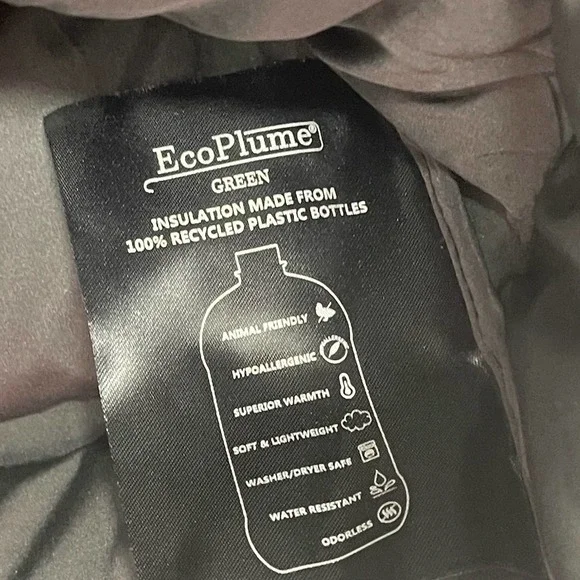 EcoPlume®
GREEN
INSULATION MADE FROM
100% RECYCLED PLASTIC BOTTLES
ANIMAL FRIENDLY
HYPOALLERGENIC
SUPERIOR WARMTH
SOFT & LIGHTWEIGHT
WASHER/DRYER SAFE
WATER RESISTANT
ODORLESS